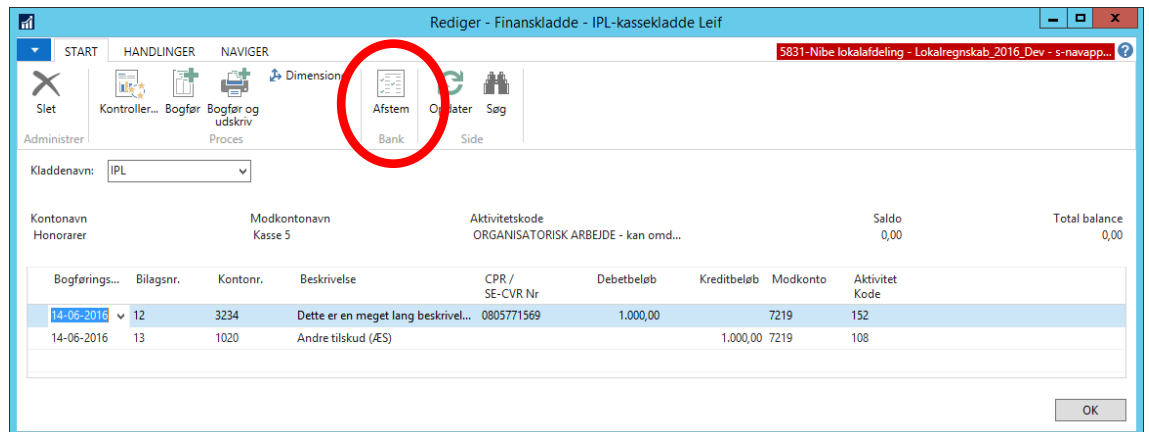 Rediger - Finanskladde - IPL-kassekladde Leif
START HANDLINGER NAVIGER 5831-Nibe lokalafdeling - Lokalregnskab_2016_Dev - s-navapp...
Dimension
Slet Kontroller... Bogfør Bogfør og udskriv Afstem Opdater Søg
Administrer Proces Bank Side
Kladdenavn: IPL
Kontonavn Modkontonavn Aktivitetskode Saldo Total balance
Honorarer Kasse 5 ORGANISATORISK ARBEJDE - kan omd... 0,00 0,00
Bogførings... Bilagsnr. Kontonr. Beskrivelse CPR / SE-CVR Nr Debetbeløb Kreditbeløb Modkonto Aktivitet Kode
14-06-2016 12 3234 Dette er en meget lang beskrivel... 0805771569 1.000,00 7219 152
14-06-2016 13 1020 Andre tilskud (ÆS) 1.000,00 7219 108
OK